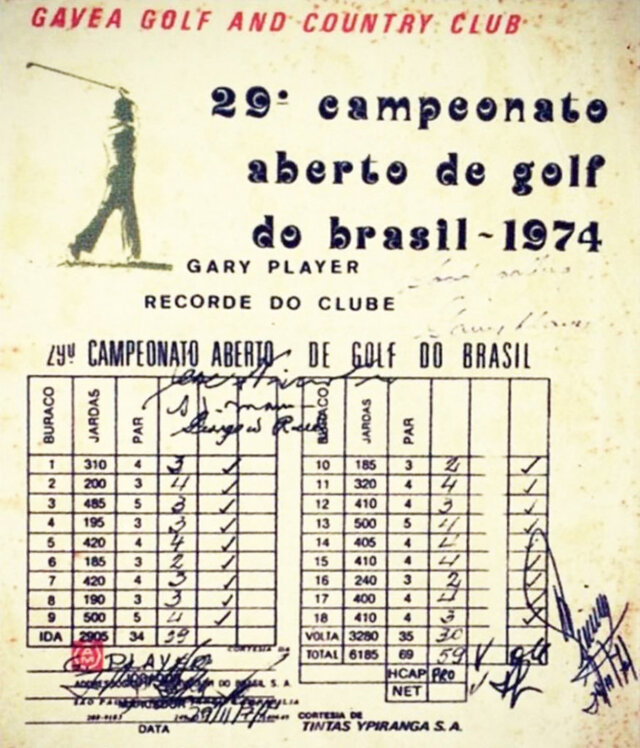 GAVEA GOLF AND COUNTRY CLUB
29º campeonato
aberto de golf
do brasil-1974
GARY PLAYER
RECORDE DO CLUBE
29º CAMPEONATO ABERTO DE GOLF DO BRASIL
BURACO JARDAS PAR BURACO JARDAS PAR
1 310 4 3 ✓ 10 185 3 2 ✓
2 200 3 4 ✓ 11 320 4 4 ✓
3 485 5 3 ✓ 12 410 4 3 ✓
4 195 3 3 ✓ 13 500 5 4 ✓
5 420 4 4 ✓ 14 405 4 4 ✓
6 185 3 2 ✓ 15 410 4 4 ✓
7 420 4 3 ✓ 16 240 3 2 ✓
8 190 3 3 ✓ 17 400 4 4 ✓
9 500 5 4 ✓ 18 410 4 3 ✓
IDA 2905 34 29 VOLTA 3280 35 30
TOTAL 6185 69 59
CORTESIA DA
G. PLAYER
HCAP PRO
DO BRASIL S. A.
NET
DATA
CORTESIA DE
TINTAS YPIRANGA S.A.